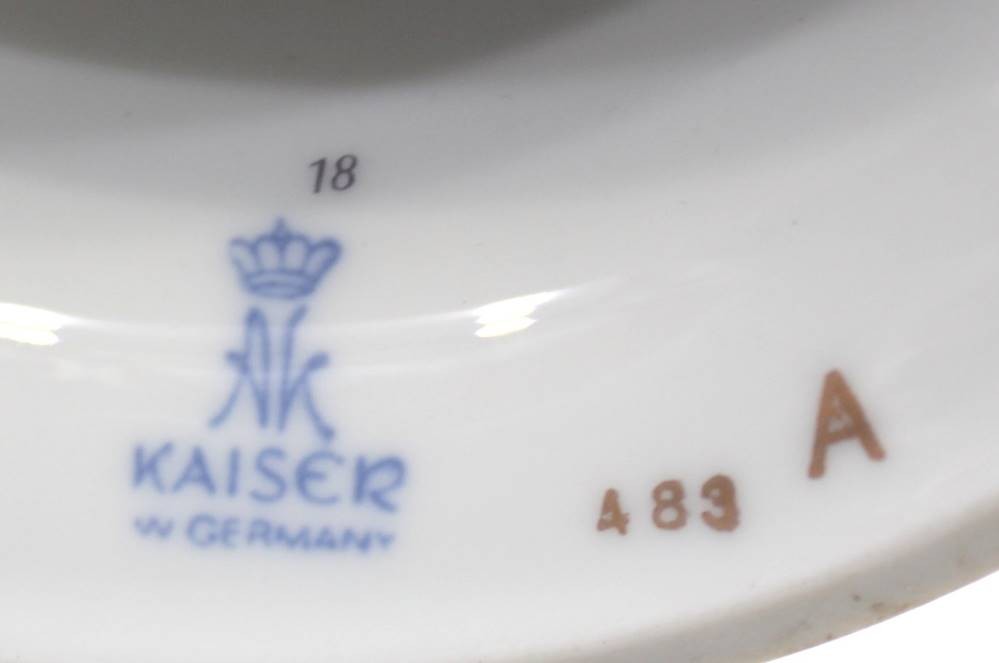 18
AK
KAISER
W GERMANY
483 A